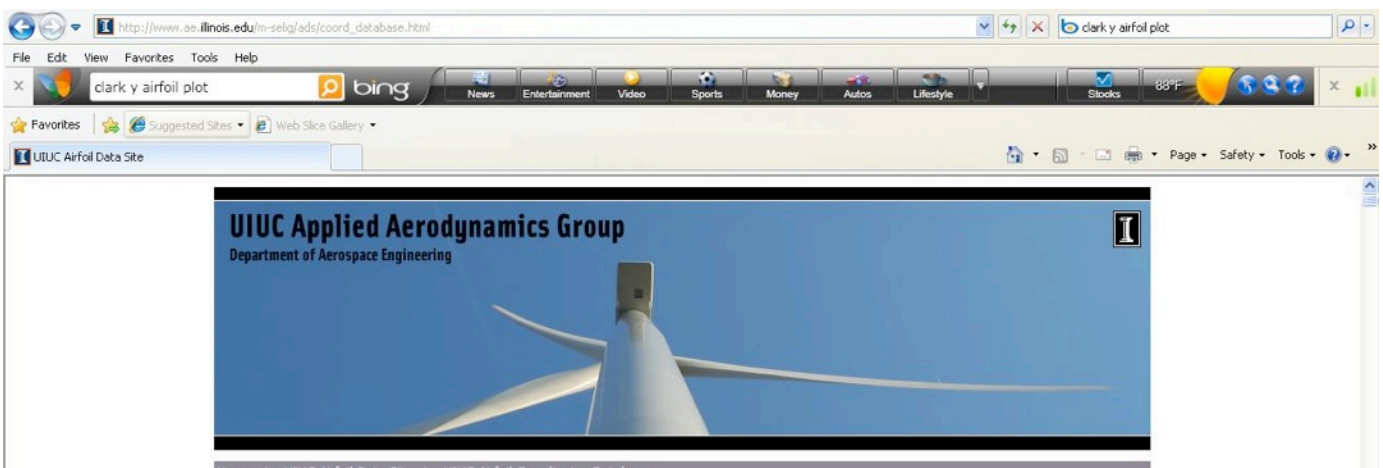 http://www.ae.illinois.edu/m-selig/ads/coord_database.html clark y airfoil plot
File Edit View Favorites Tools Help
x clark y airfoil plot bing News Entertainment Video Sports Money Autos Lifestyle Stocks 88°F x
Favorites Suggested Sites Web Slice Gallery
UIUC Airfoil Data Site Page Safety Tools »
UIUC Applied Aerodynamics Group
Department of Aerospace Engineering
I